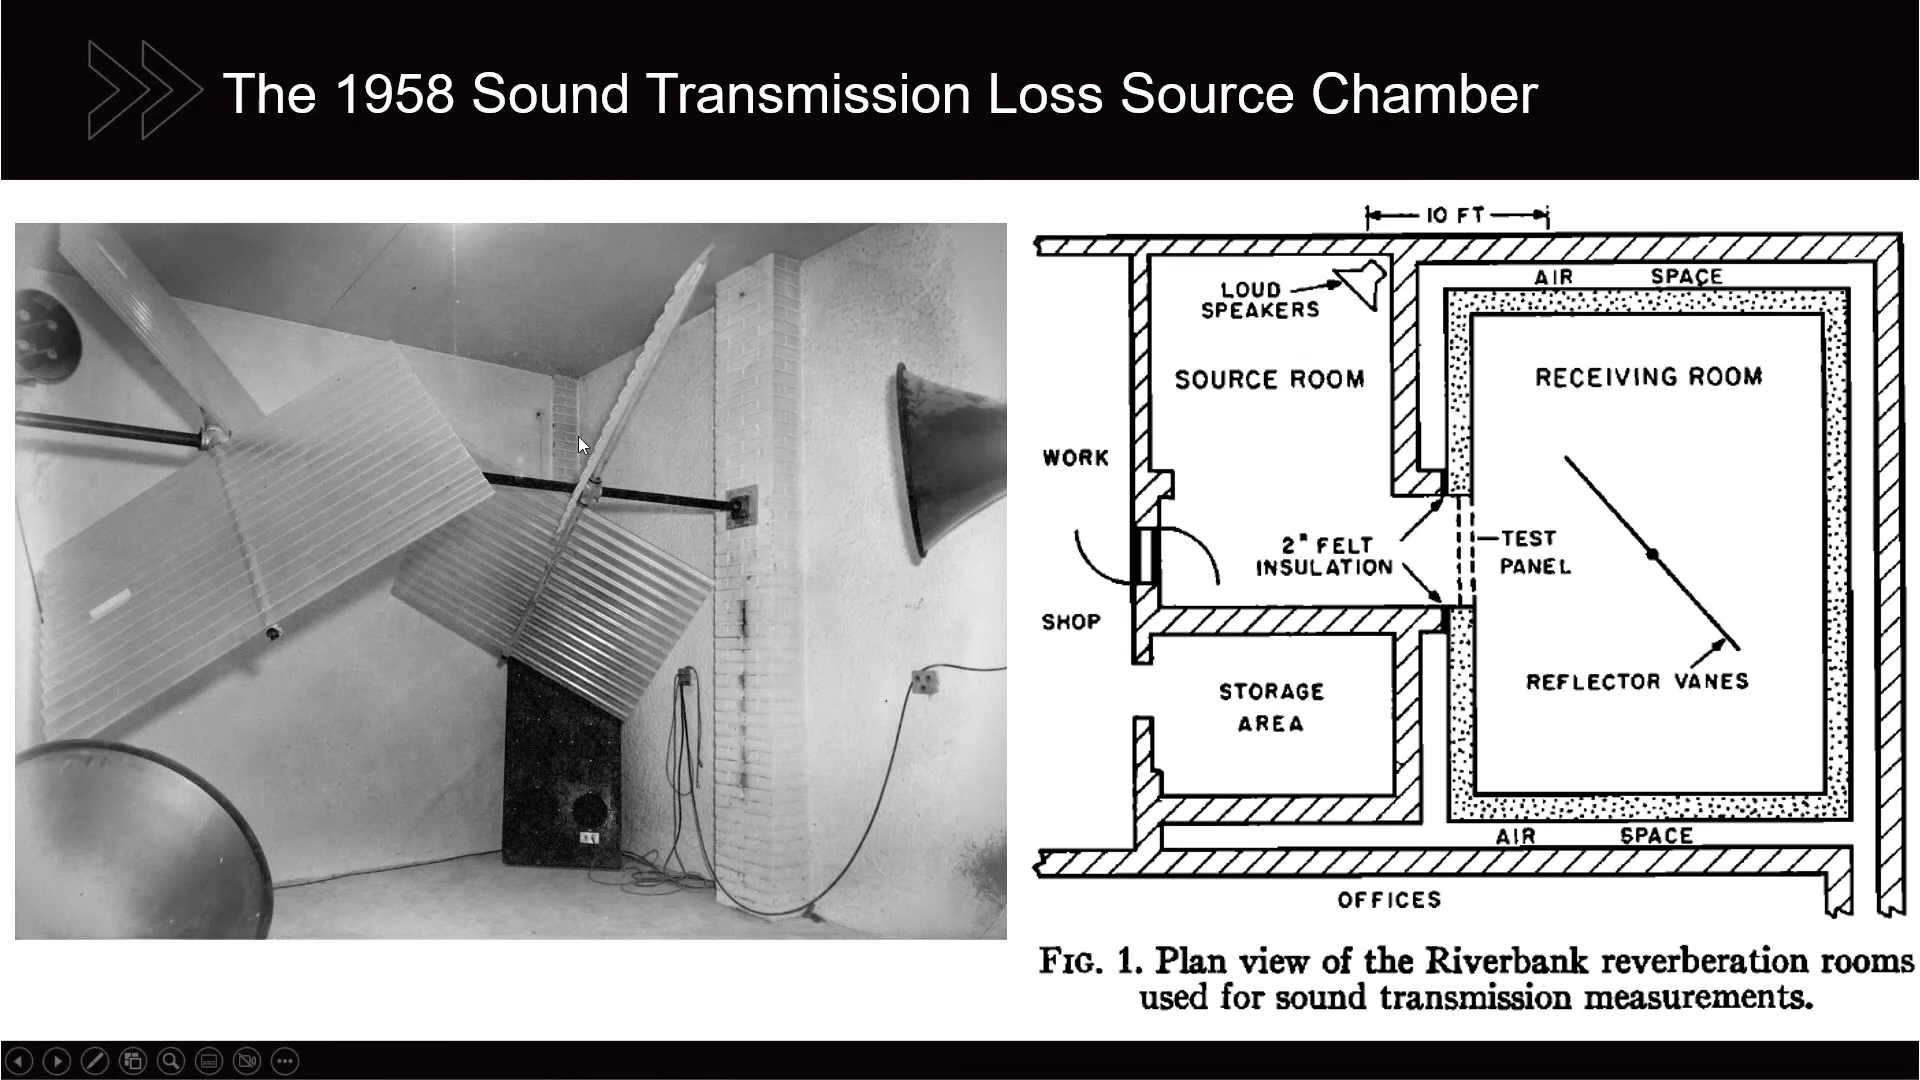 The 1958 Sound Transmission Loss Source Chamber
10 FT
AIR SPACE
LOUD
SPEAKERS
SOURCE ROOM
RECEIVING ROOM
WORK
2" FELT
INSULATION
TEST
PANEL
SHOP
REFLECTOR VANES
STORAGE
AREA
AIR SPACE
OFFICES
FIG. 1. Plan view of the Riverbank reverberation rooms
used for sound transmission measurements.